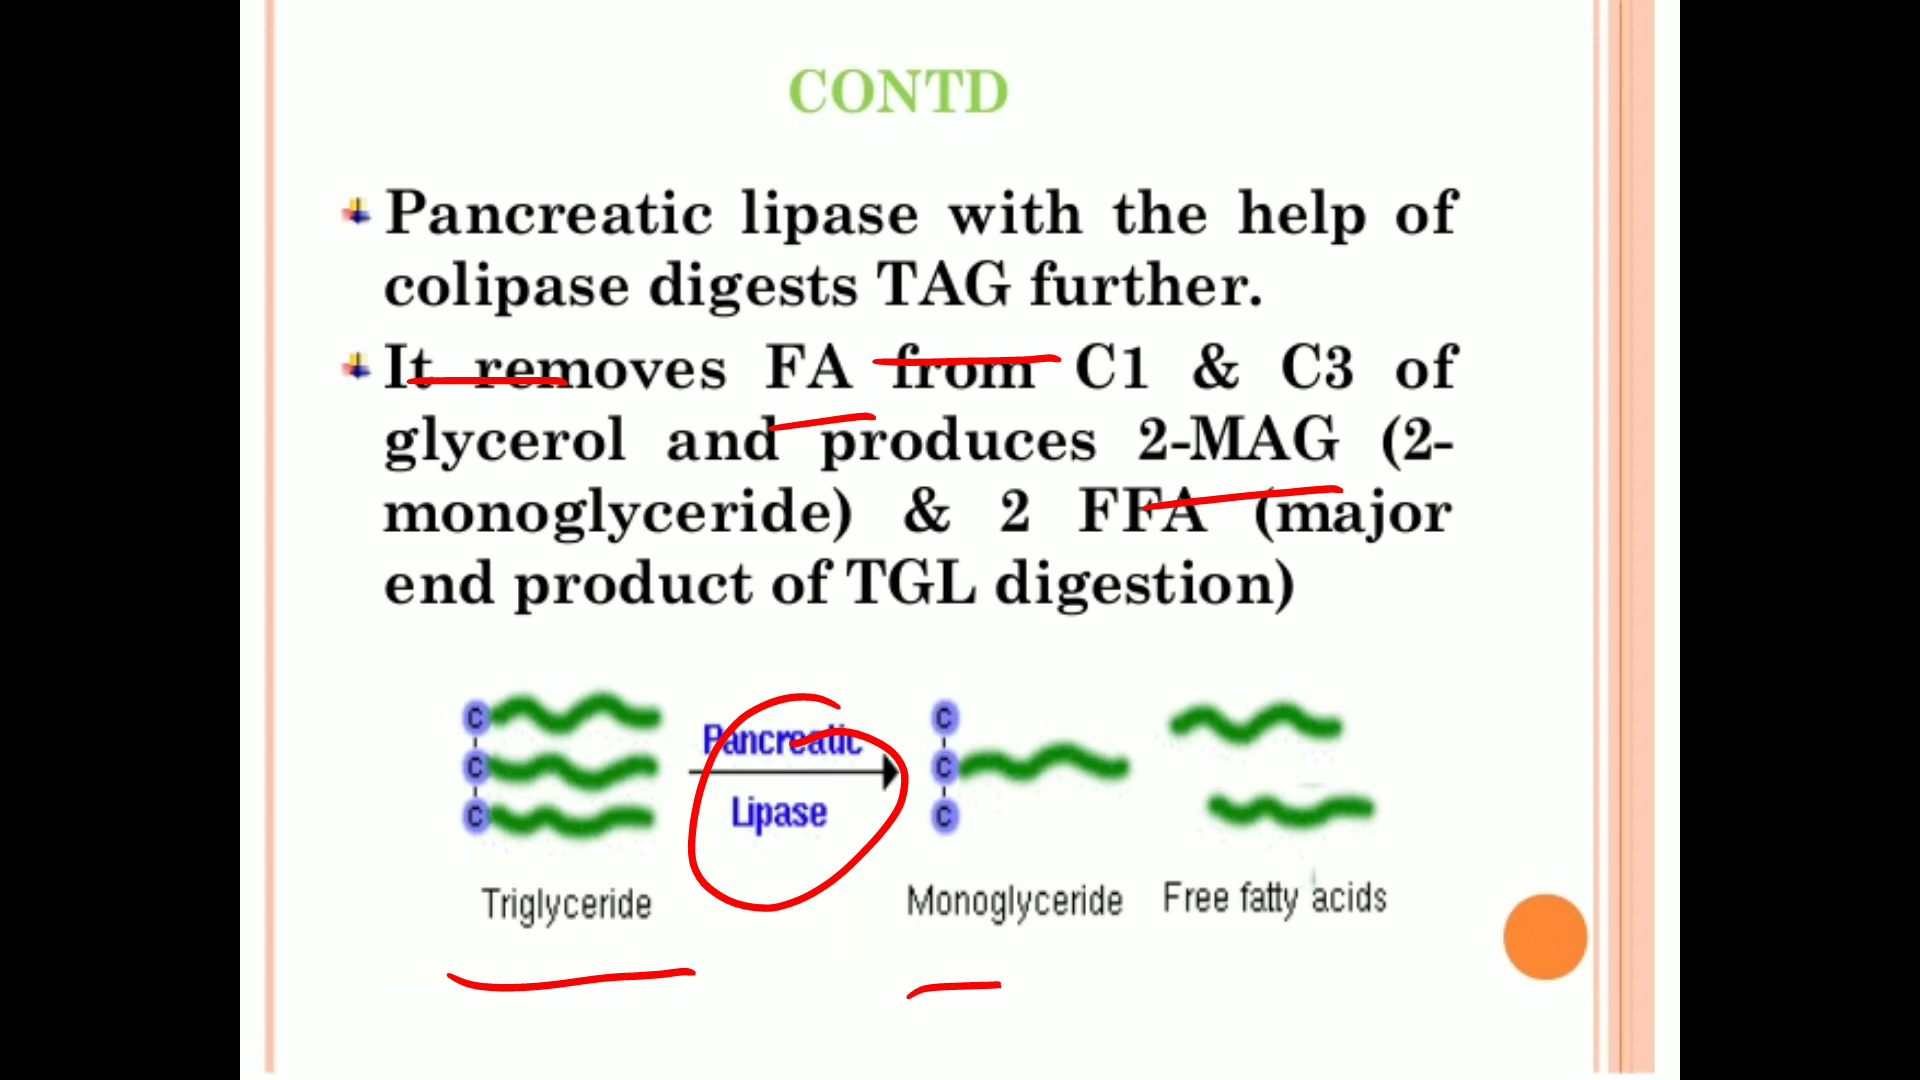 CONTD
Pancreatic lipase with the help of
colipase digests TAG further.
It removes FA from C1 & C3 of
glycerol and produces 2-MAG (2-
monoglyceride) & 2 FFA (major
end product of TGL digestion)
C
C
C
Pancreatic
Lipase
C
C
C
Triglyceride
Monoglyceride
Free fatty acids